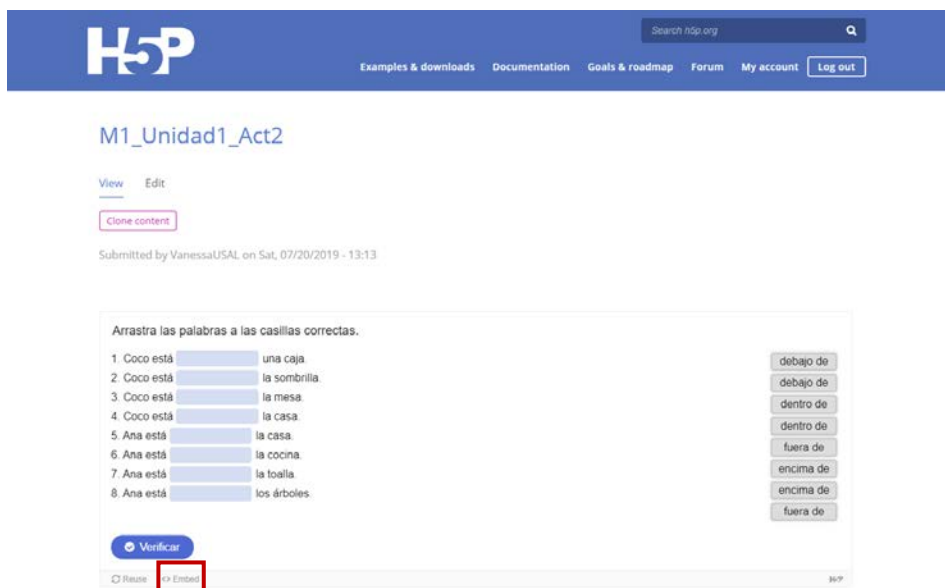 H5P
Search h5p.org
Examples & downloads Documentation Goals & roadmap Forum My account Log out
M1_Unidad1_Act2
View Edit
Clone content
Submitted by VanessaUSAL on Sat, 07/20/2019 - 13:13
Arrastra las palabras a las casillas correctas.
1. Coco está una caja.
2. Coco está la sombrilla.
3. Coco está la mesa.
4. Coco está la casa.
5. Ana está la casa.
6. Ana está la cocina.
7. Ana está la toalla.
8. Ana está los árboles.
debajo de
debajo de
dentro de
dentro de
fuera de
encima de
encima de
fuera de
Verificar
Reuse <> Embed H5P